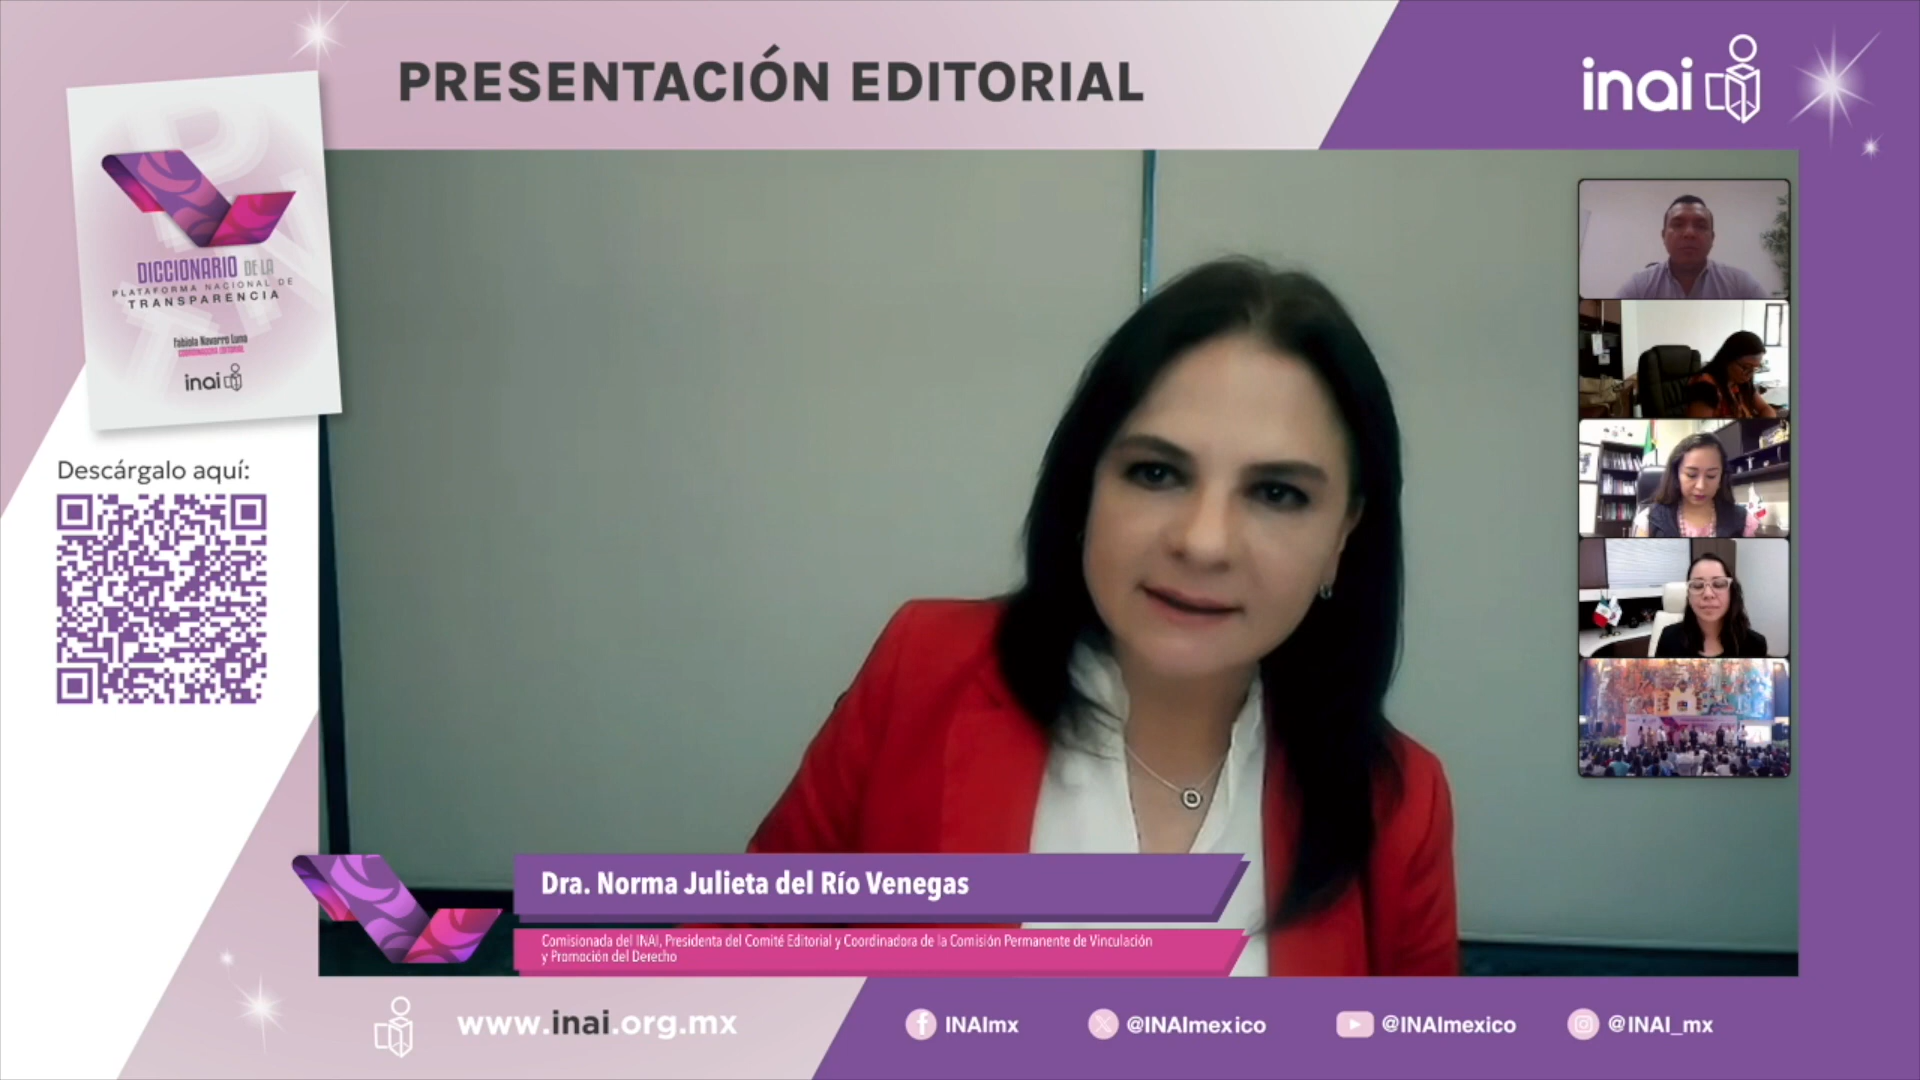 PRESENTACIÓN EDITORIAL
inai
DICCIONARIO DE LA
PLATAFORMA NACIONAL DE
TRANSPARENCIA
Fabiola Navarro Luna
COORDINADORA EDITORIAL
inai
Descárgalo aquí:
Dra. Norma Julieta del Río Venegas
Comisionada del INAI, Presidenta del Comité Editorial y Coordinadora de la Comisión Permanente de Vinculación
y Promoción del Derecho
www.inai.org.mx
INAImx
@INAImexico
@INAImexico
@INAI_mx